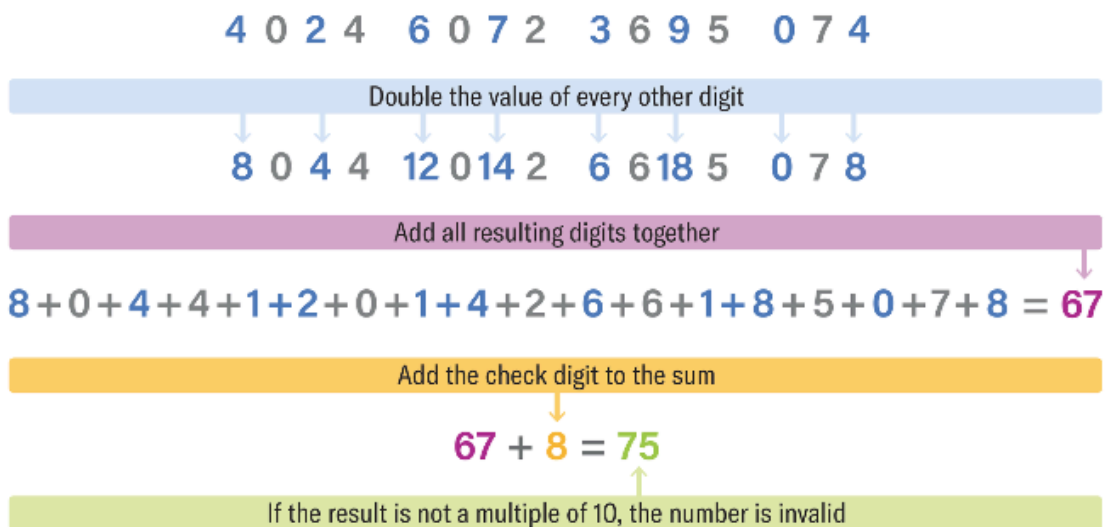 4 0 2 4 6 0 7 2 3 6 9 5 0 7 4
Double the value of every other digit
8 0 4 4 12 0 14 2 6 6 18 5 0 7 8
Add all resulting digits together
8+0+4+4+1+2+0+1+4+2+6+6+1+8+5+0+7+8 = 67
Add the check digit to the sum
67 + 8 = 75
If the result is not a multiple of 10, the number is invalid